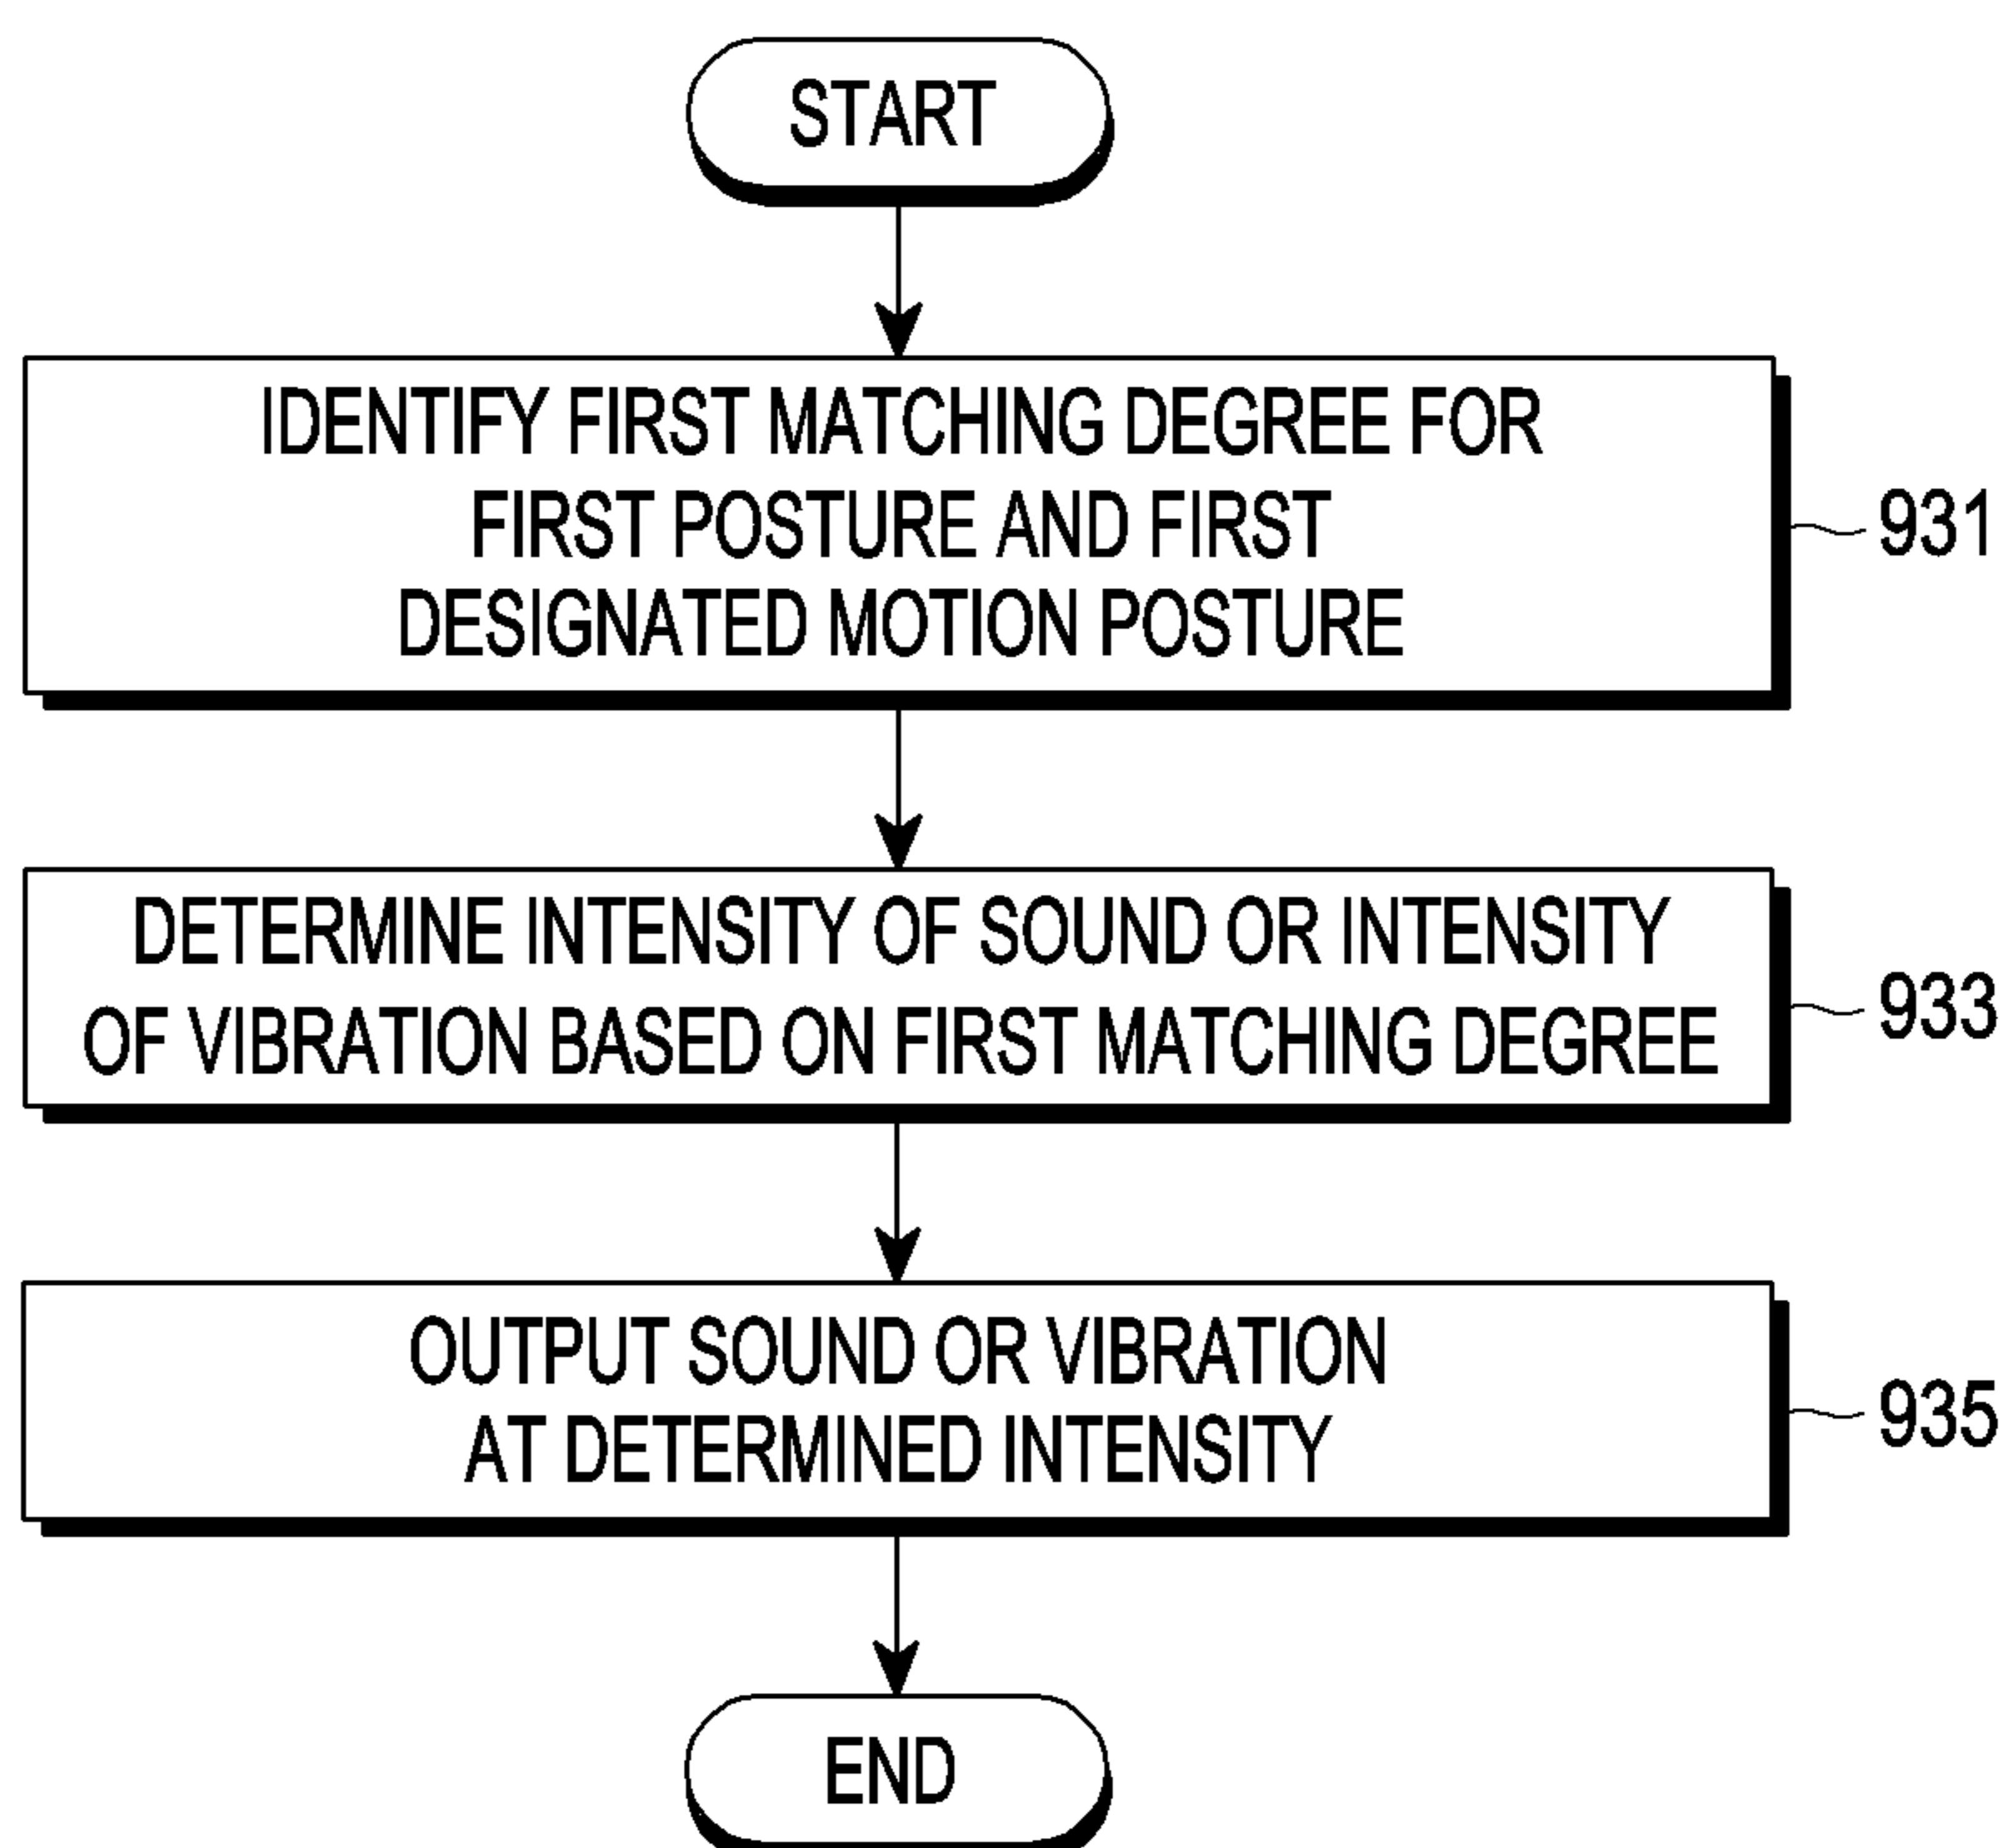 START
IDENTIFY FIRST MATCHING DEGREE FOR
FIRST POSTURE AND FIRST
DESIGNATED MOTION POSTURE
931
DETERMINE INTENSITY OF SOUND OR INTENSITY
OF VIBRATION BASED ON FIRST MATCHING DEGREE
933
OUTPUT SOUND OR VIBRATION
AT DETERMINED INTENSITY
935
END